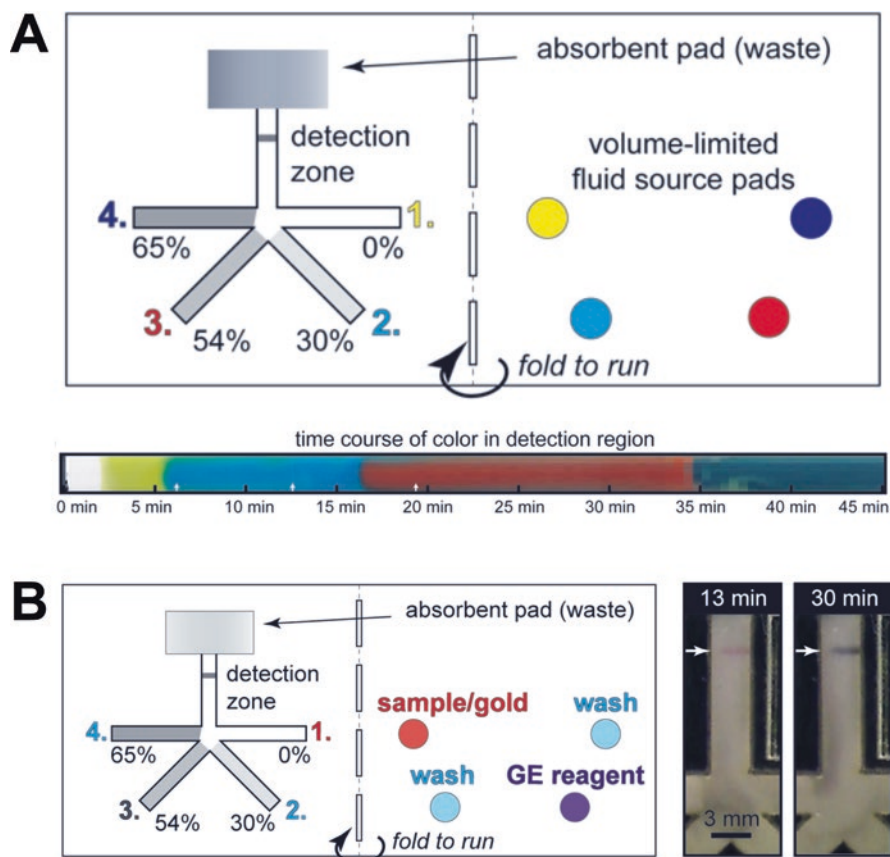 A
absorbent pad (waste)
detection
zone
volume-limited
fluid source pads
4.
1.
65%
0%
3.
2.
54%
30%
fold to run
time course of color in detection region
0 min 5 min 10 min 15 min 20 min 25 min 30 min 35 min 40 min 45 min
B
absorbent pad (waste)
detection
zone
sample/gold
wash
4.
1.
65%
0%
wash
GE reagent
3.
54%
30%
2.
fold to run
13 min
30 min
3 mm